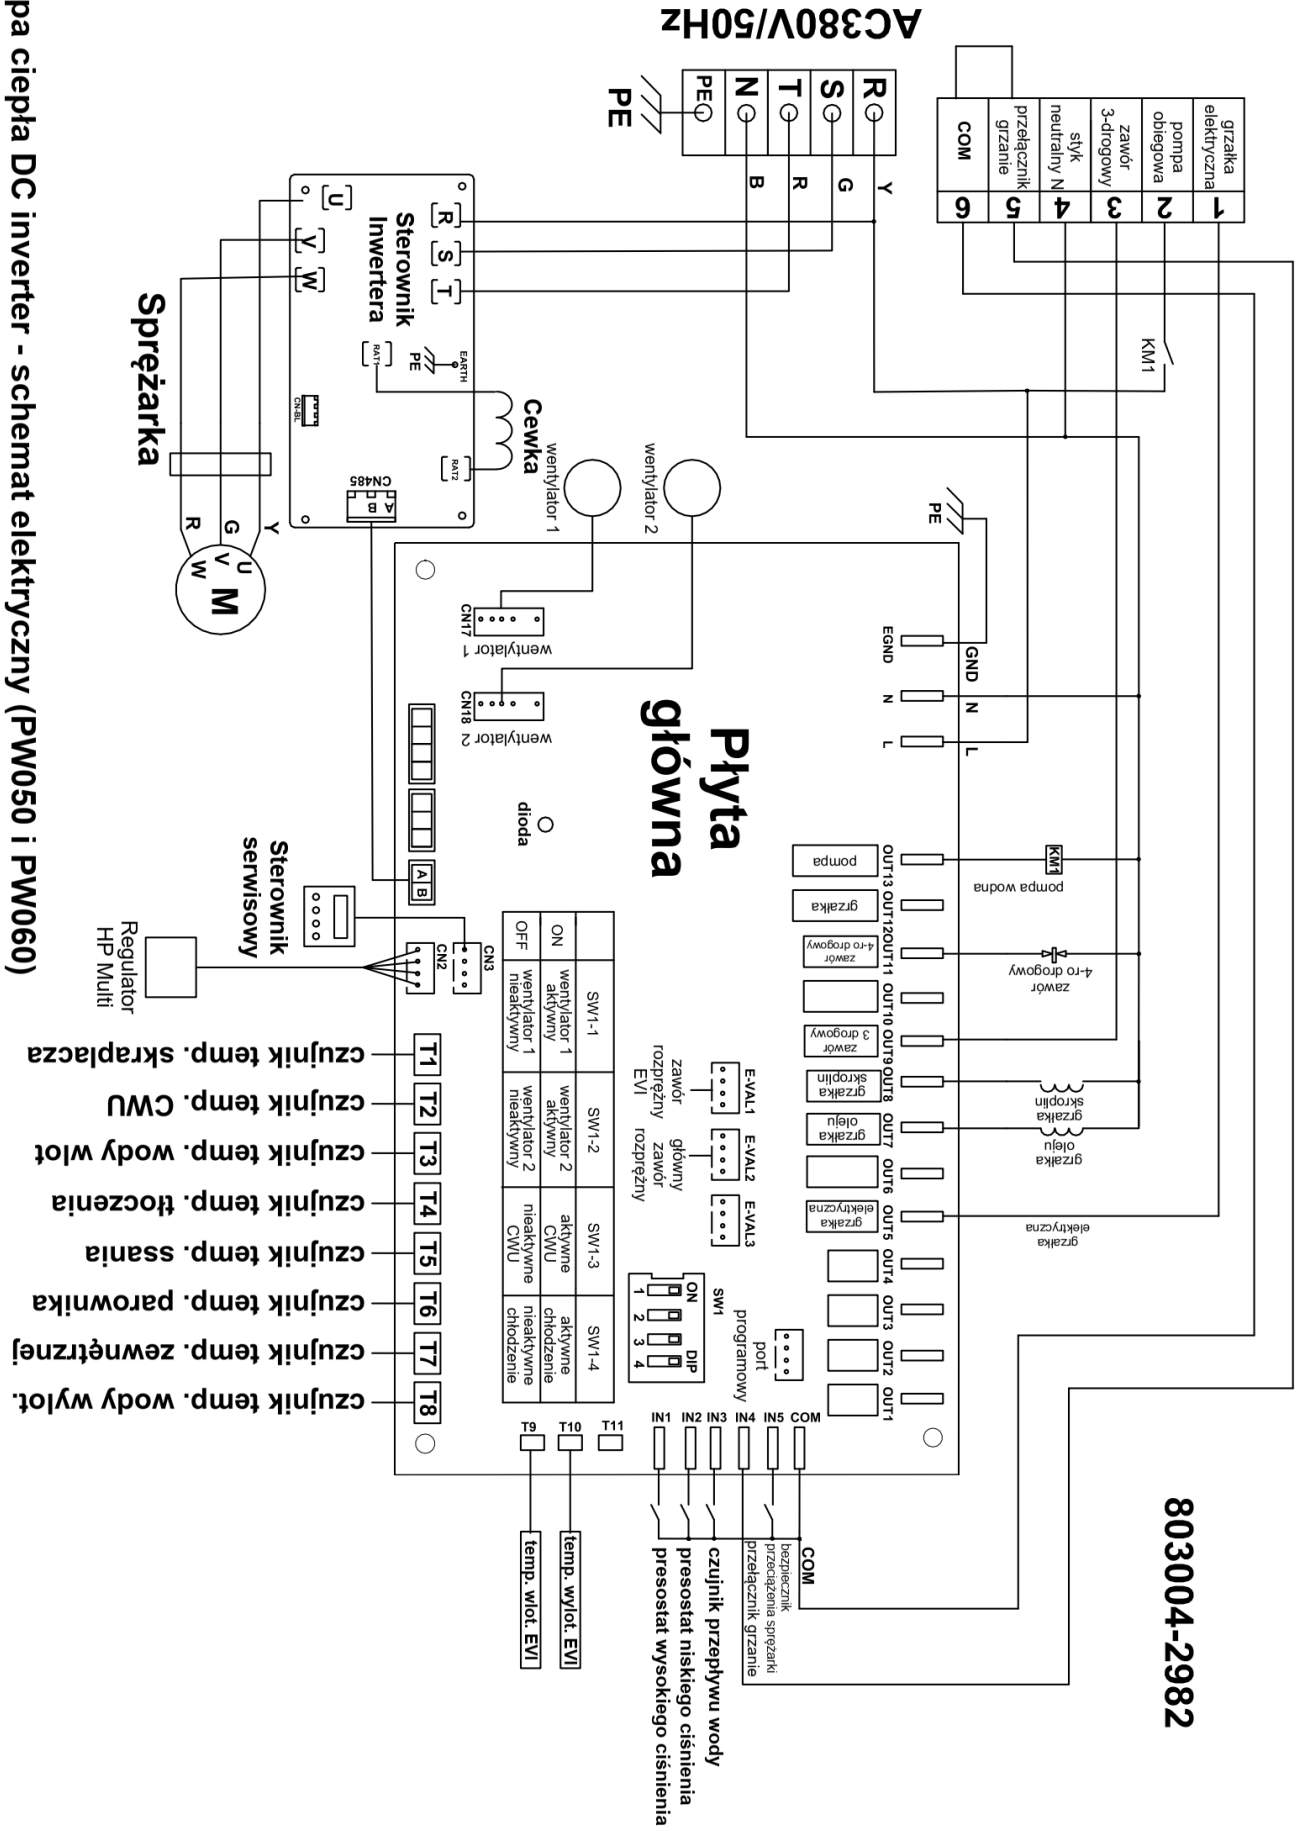 pa ciepła DC inverter - schemat elektryczny (PW050 i PW060)
803004-2982
AC380V/50Hz
R
S
T
N
PE
PE
Y
G
R
B
grzałka
elektryczna
pompa
obiegowa
zawór
3-drogowy
styk
neutralny N
przełącznik
grzanie
COM
1
2
3
4
5
6
KM1
Sterownik
Inwertera
R
S
T
U
V
W
RAT1
PE
EARTH
RAT2
CN-BL
CN485
A
B
Cewka
Sprężarka
Y
G
R
U
V
W
M
wentylator 1
wentylator 2
PE
Płyta
główna
EGND
GND
N
N
L
L
CN17
wentylator 1
CN18
wentylator 2
dioda
A B
OUT13
pompa
OUT12
grzałka
OUT11
zawór
4-ro drogowy
OUT10
OUT9
zawór
3 drogowy
OUT8
grzałka
skroplin
OUT7
grzałka
oleju
OUT6
OUT5
grzałka
elektryczna
OUT4
OUT3
OUT2
OUT1
KM1
pompa wodna
zawór
4-ro drogowy
grzałka
skroplin
grzałka
oleju
grzałka
elektryczna
Sterownik
serwisowy
Regulator
HP Multi
CN3
CN2
SW1-1
SW1-2
SW1-3
SW1-4
ON
wentylator 1
aktywny
wentylator 2
aktywny
aktywne
CWU
aktywne
chłodzenie
OFF
wentylator 1
nieaktywny
wentylator 2
nieaktywny
nieaktywne
CWU
nieaktywne
chłodzenie
E-VAL1
zawór
rozprężny
EVI
E-VAL2
główny
zawór
rozprężny
E-VAL3
SW1
ON
DIP
1
2
3
4
port
programowy
T1
czujnik temp. skraplacza
T2
czujnik temp. CWU
T3
czujnik temp. wody wlot
T4
czujnik temp. tłoczenia
T5
czujnik temp. ssania
T6
czujnik temp. parownika
T7
czujnik temp. zewnętrznej
T8
czujnik temp. wody wylot.
T9
T10
T11
temp. wlot. EVI
temp. wylot. EVI
IN1
IN2
IN3
IN4
IN5
COM
COM
bezpiecznik
przeciążenia sprężarki
przełącznik grzanie
czujnik przepływu wody
presostat niskiego ciśnienia
presostat wysokiego ciśnienia